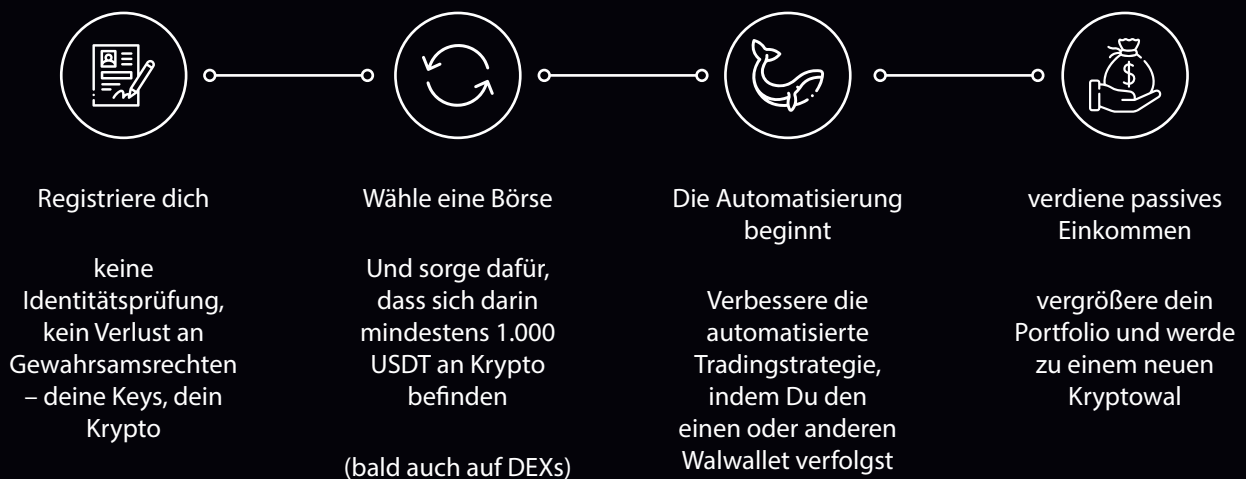 Registriere dich
keine
Identitätsprüfung,
kein Verlust an
Gewahrsamsrechten
– deine Keys, dein
Krypto
Wähle eine Börse
Und sorge dafür,
dass sich darin
mindestens 1.000
USDT an Krypto
befinden
(bald auch auf DEXs)
Die Automatisierung
beginnt
Verbessere die
automatisierte
Tradingstrategie,
indem Du den
einen oder anderen
Walwallet verfolgst
verdiene passives
Einkommen
vergrößere dein
Portfolio und werde
zu einem neuen
Kryptowal
$